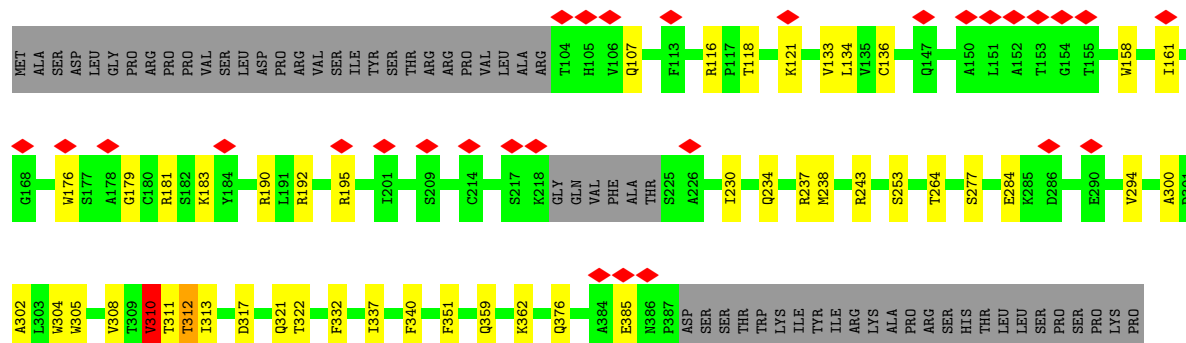 MET ALA SER ASP LEU GLY PRO ARG PRO PRO VAL SER LEU ASP PRO ARG VAL SER ILE TYR SER THR ARG ARG PRO VAL LEU ALA ARG T104 H105 V106 Q107 F113 R116 P117 T118 K121 V133 L134 V135 C136 Q147 A150 L151 A152 T153 G154 T155 W158 I161
G168 W176 S177 A178 G179 C180 R181 S182 K183 Y184 R190 L191 R192 R195 I201 S209 C214 S217 K218 GLY GLN VAL PHE ALA THR S225 A226 I230 Q234 R237 M238 R243 S253 T264 S277 E284 K285 D286 E290 V294 A300 D301
A302 L303 W304 W305 V308 T309 V310 T311 T312 I313 D317 Q321 T322 F332 I337 F340 F351 Q359 K362 Q376 A384 E385 N386 P387 ASP SER SER THR TRP LYS ILE TYR ILE ARG LYS ALA PRO ARG SER HIS THR LEU LEU SER PRO SER PRO LYS PRO